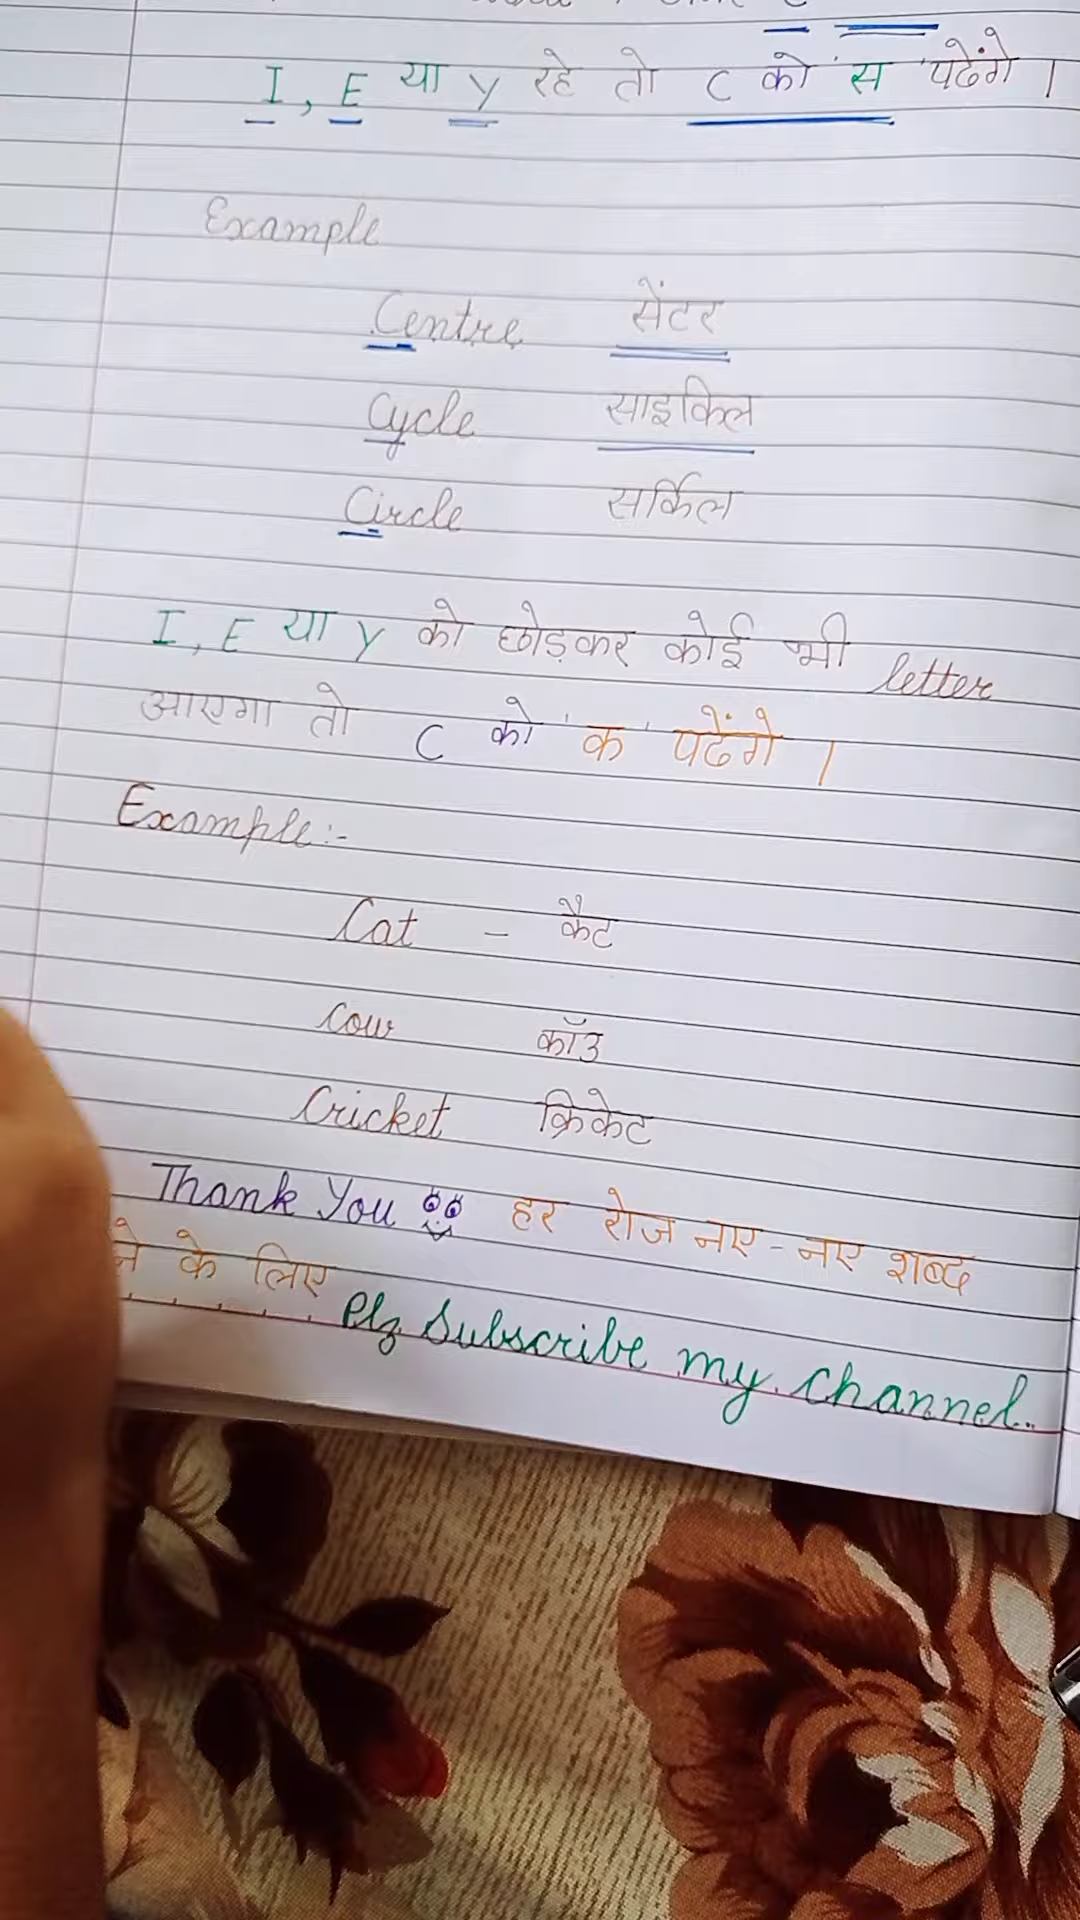 I, E या y रहे तो C को 'स' पढेंगे ।
Example
Centre सेंटर
Cycle साइकिल
Circle सर्किल
I, E या y को छोड़कर कोई भी letter
आएगा तो C को 'क' पढेंगे ।
Example:-
Cat - कैट
Cow कॉउ
Cricket क्रिकेट
Thank You हर रोज नए-नए शब्द
के लिए Plz Subscribe my channel..